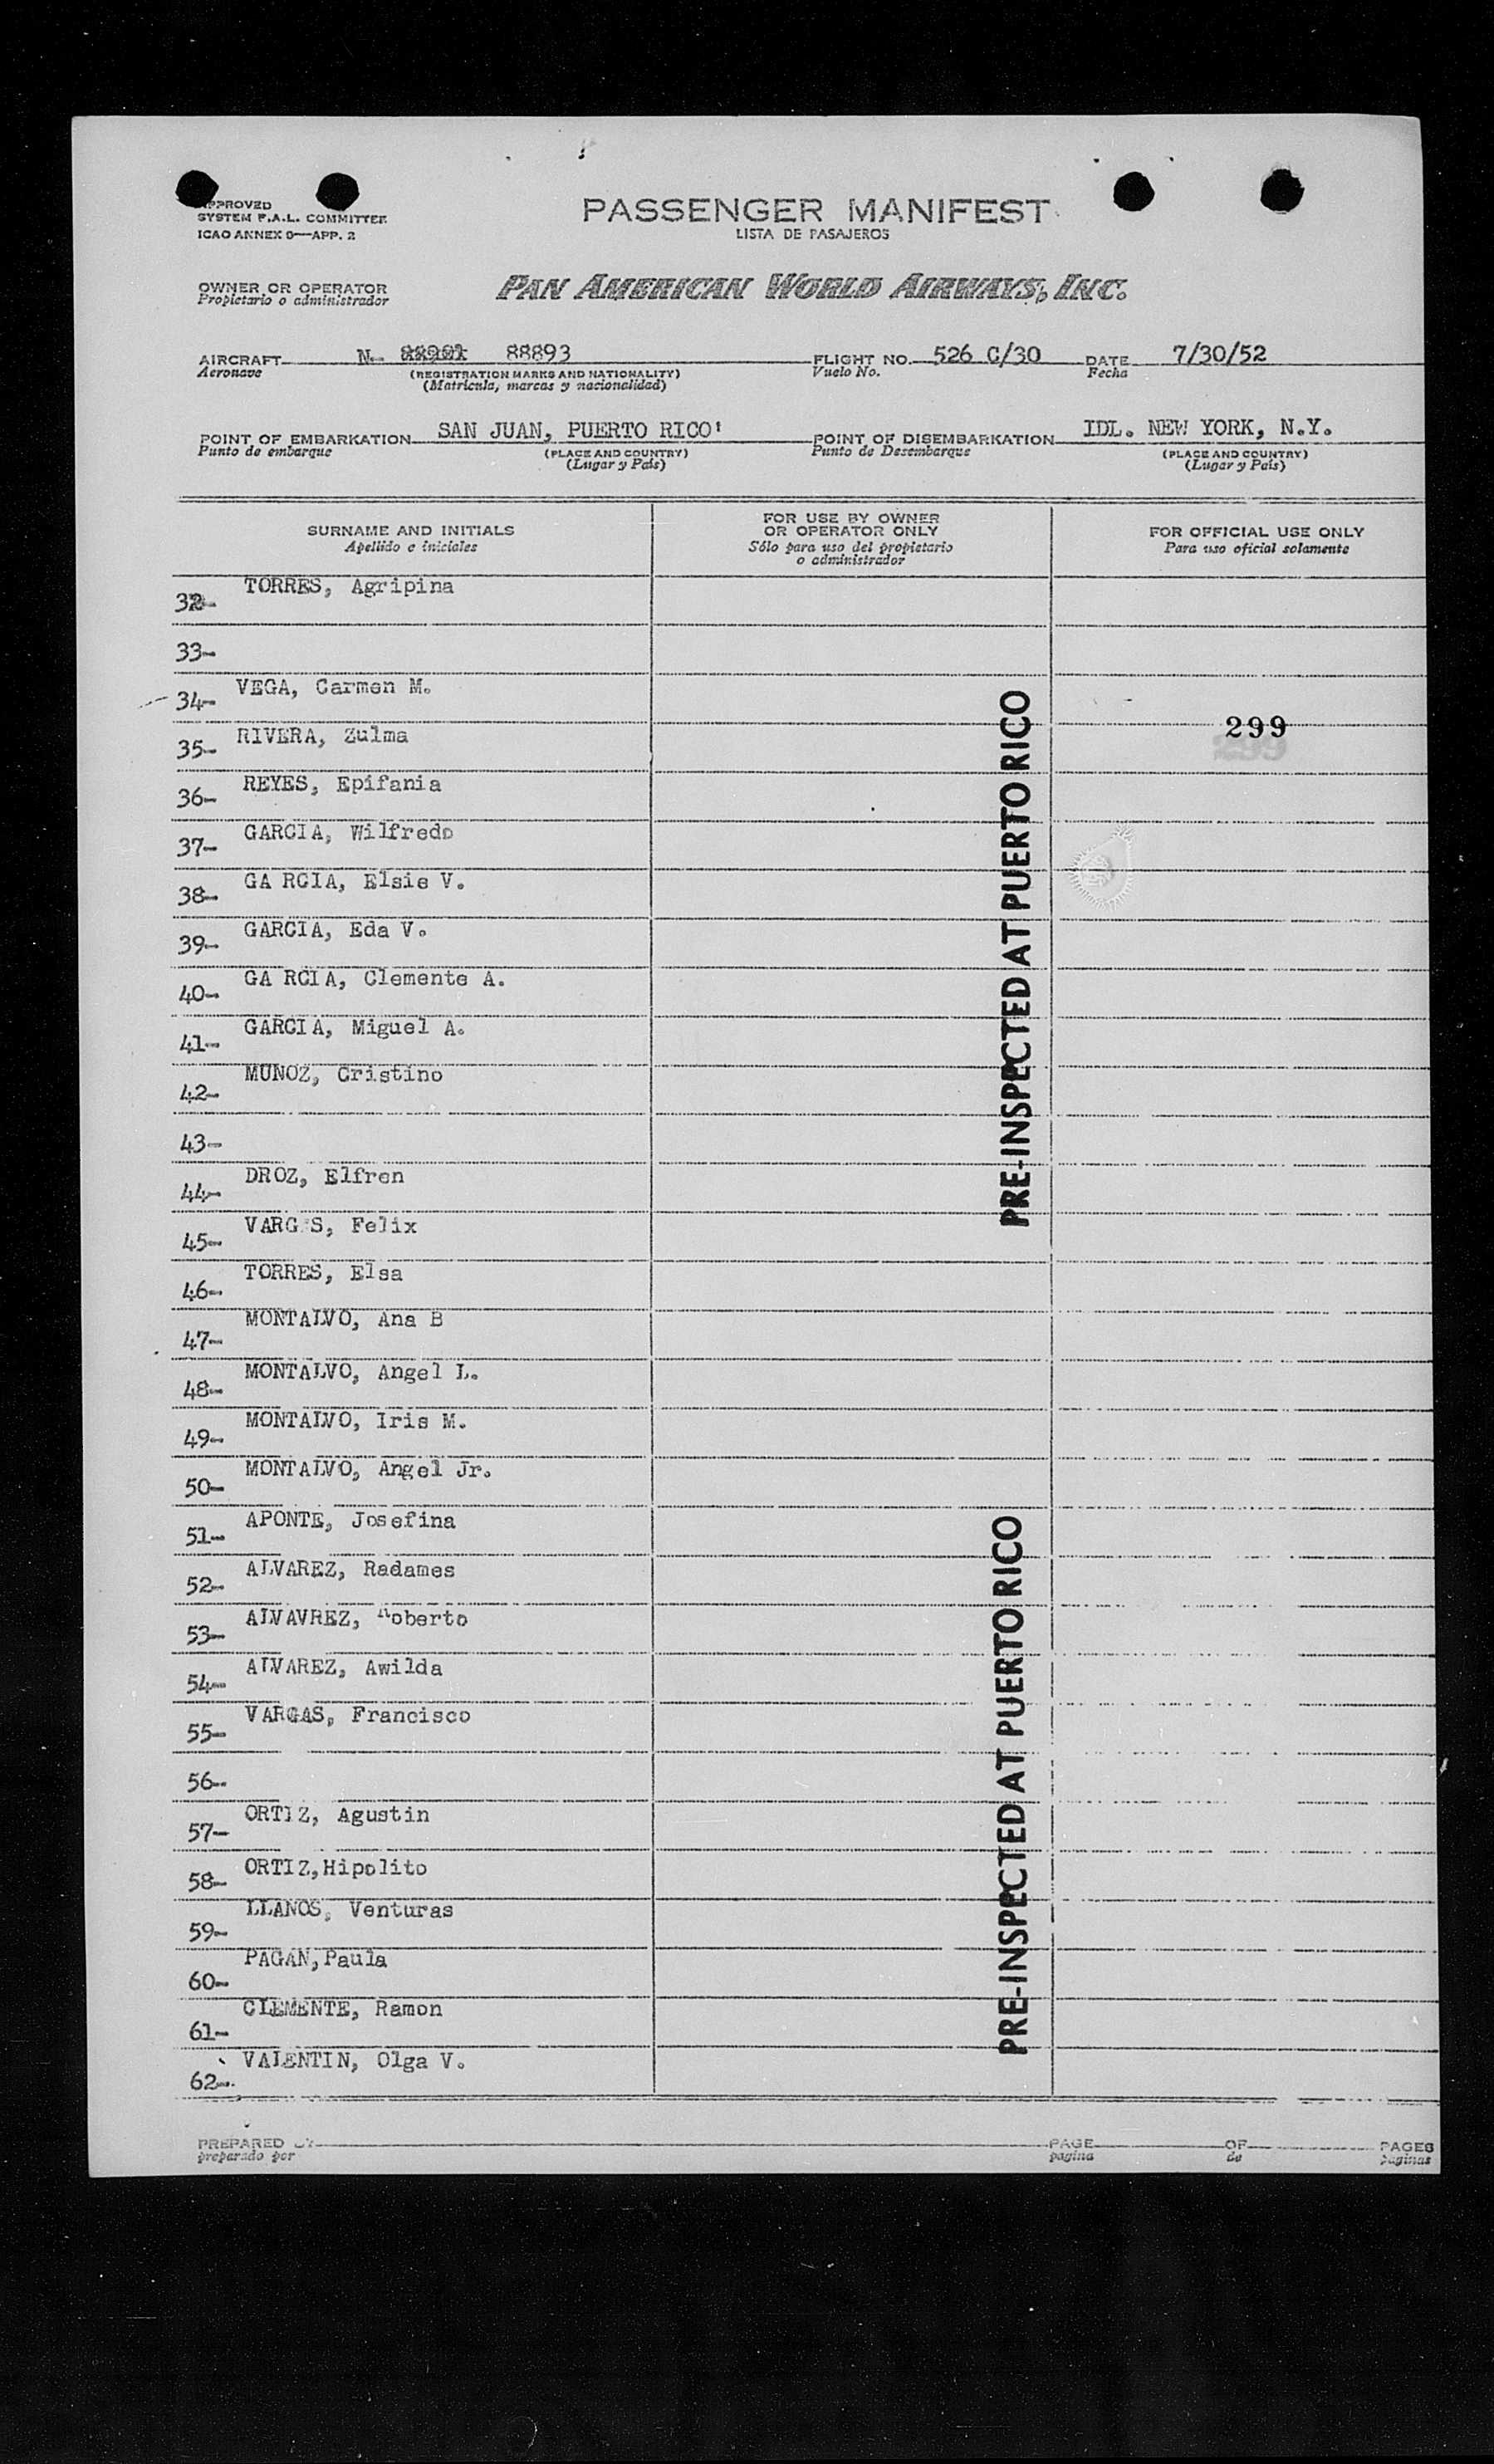 APPROVED
SYSTEM F.A.L. COMMITTEE
ICAO ANNEX 9—APP. 2
PASSENGER MANIFEST
LISTA DE PASAJEROS
OWNER OR OPERATOR
Propietario o administrador
PAN AMERICAN WORLD AIRWAYS, INC.
AIRCRAFT N- 88893 FLIGHT NO. 526 C/30 DATE 7/30/52
Aeronave (REGISTRATION MARKS AND NATIONALITY) Vuelo No. Fecha
(Matricula, marcas y nacionalidad)
POINT OF EMBARKATION SAN JUAN, PUERTO RICO' POINT OF DISEMBARKATION IDL. NEW YORK, N.Y.
Punto de embarque (PLACE AND COUNTRY) Punto de Desembarque (PLACE AND COUNTRY)
(Lugar y País) (Lugar y País)
SURNAME AND INITIALS
Apellido e iniciales
FOR USE BY OWNER
OR OPERATOR ONLY
Sólo para uso del propietario
o administrador
FOR OFFICIAL USE ONLY
Para uso oficial solamente
32- TORRES, Agripina
33-
34- VEGA, Carmen M.
299
35- RIVERA, Zulma
36- REYES, Epifania
37- GARCIA, Wilfredo
38- GA RCIA, Elsie V.
39- GARCIA, Eda V.
40- GA RCIA, Clemente A.
41- GARCIA, Miguel A.
42- MUNOZ, Cristino
43-
44- DROZ, Elfren
45- VARG S, Felix
46- TORRES, Elsa
47- MONTALVO, Ana B
48- MONTALVO, Angel L.
49- MONTALVO, Iris M.
50- MONTALVO, Angel Jr.
51- APONTE, Josefina
52- ALVAREZ, Radames
53- ALVAVREZ, Roberto
54- ALVAREZ, Awilda
55- VARGAS, Francisco
56-
57- ORTIZ, Agustin
58- ORTIZ,Hipolito
59- LLANOS, Venturas
60- PAGAN,Paula
61- CLEMENTE, Ramon
62- VALENTIN, Olga V.
PRE-INSPECTED AT PUERTO RICO
PRE-INSPECTED AT PUERTO RICO
PREPARED BY PAGE OF PAGES
preparado por pagina de paginas